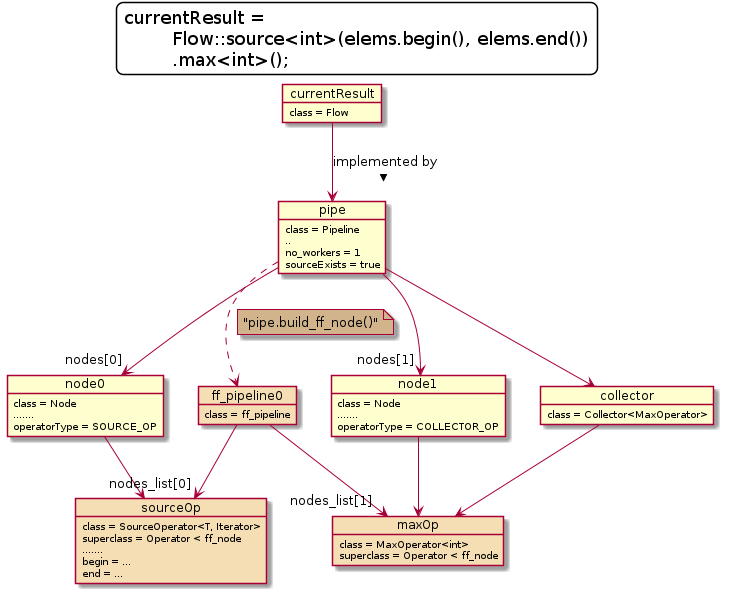 currentResult =
Flow::source<int>(elems.begin(), elems.end())
.max<int>();
currentResult
class = Flow
implemented by
▼
pipe
class = Pipeline
..
no_workers = 1
sourceExists = true
"pipe.build_ff_node()"
nodes[0]
nodes[1]
node0
class = Node
.......
operatorType = SOURCE_OP
ff_pipeline0
class = ff_pipeline
node1
class = Node
.......
operatorType = COLLECTOR_OP
collector
class = Collector<MaxOperator>
nodes_list[0]
nodes_list[1]
sourceOp
class = SourceOperator<T, Iterator>
superclass = Operator < ff_node
.......
begin = ...
end = ...
maxOp
class = MaxOperator<int>
superclass = Operator < ff_node